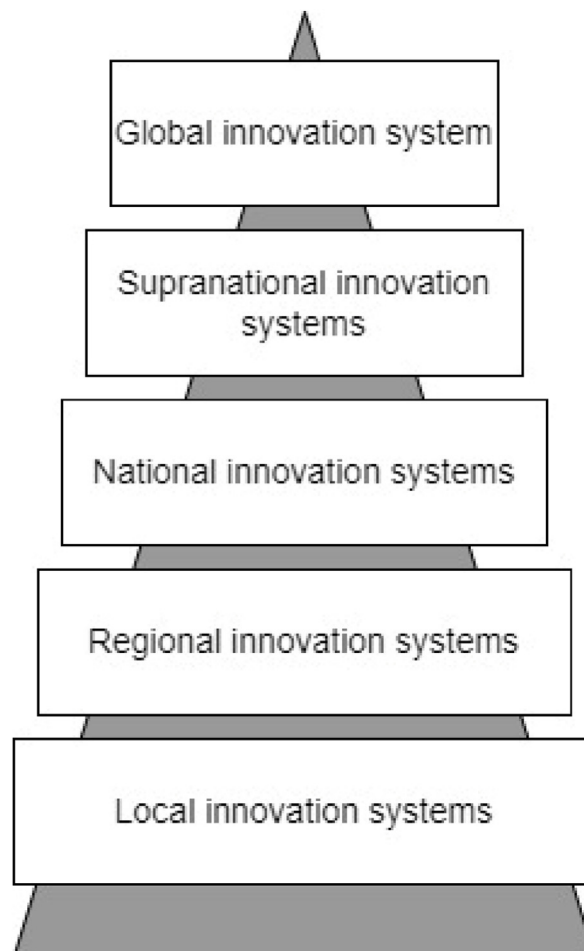 Global innovation system
Supranational innovation
systems
National innovation systems
Regional innovation systems
Local innovation systems